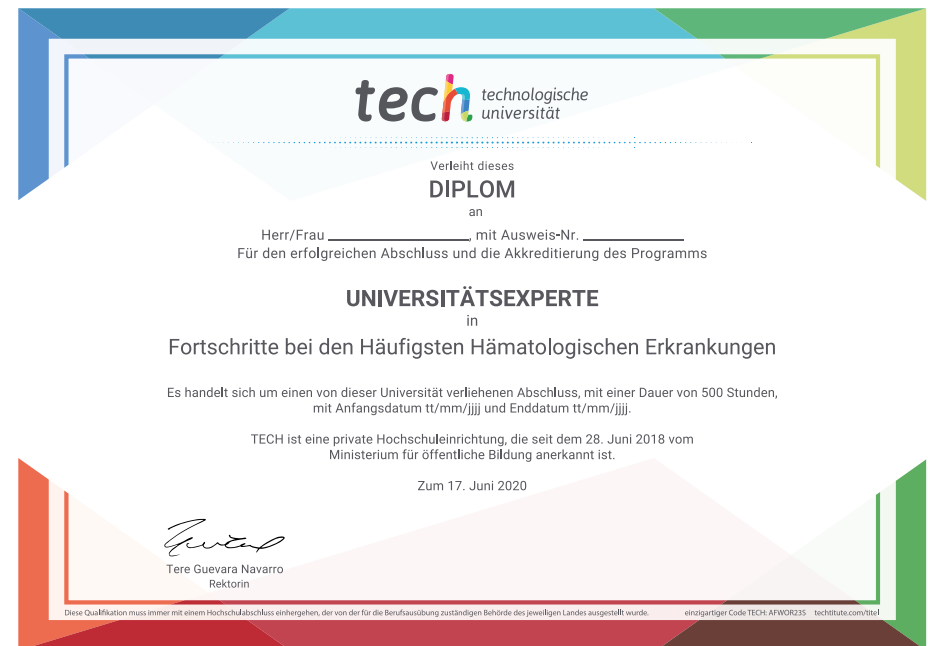 tech technologische
universität
Verleiht dieses
DIPLOM
an
Herr/Frau ____________, mit Ausweis-Nr. ____________
Für den erfolgreichen Abschluss und die Akkreditierung des Programms
UNIVERSITÄTSEXPERTE
in
Fortschritte bei den Häufigsten Hämatologischen Erkrankungen
Es handelt sich um einen von dieser Universität verliehenen Abschluss, mit einer Dauer von 500 Stunden,
mit Anfangsdatum tt/mm/jjjj und Enddatum tt/mm/jjjj.
TECH ist eine private Hochschuleinrichtung, die seit dem 28. Juni 2018 vom
Ministerium für öffentliche Bildung anerkannt ist.
Zum 17. Juni 2020
Tere Guevara Navarro
Rektorin
Diese Qualifikation muss immer mit einem Hochschulabschluss einhergehen, der von der für die Berufsausübung zuständigen Behörde des jeweiligen Landes ausgestellt wurde. einzigartiger Code TECH: AFWOR23S techtitute.com/titel